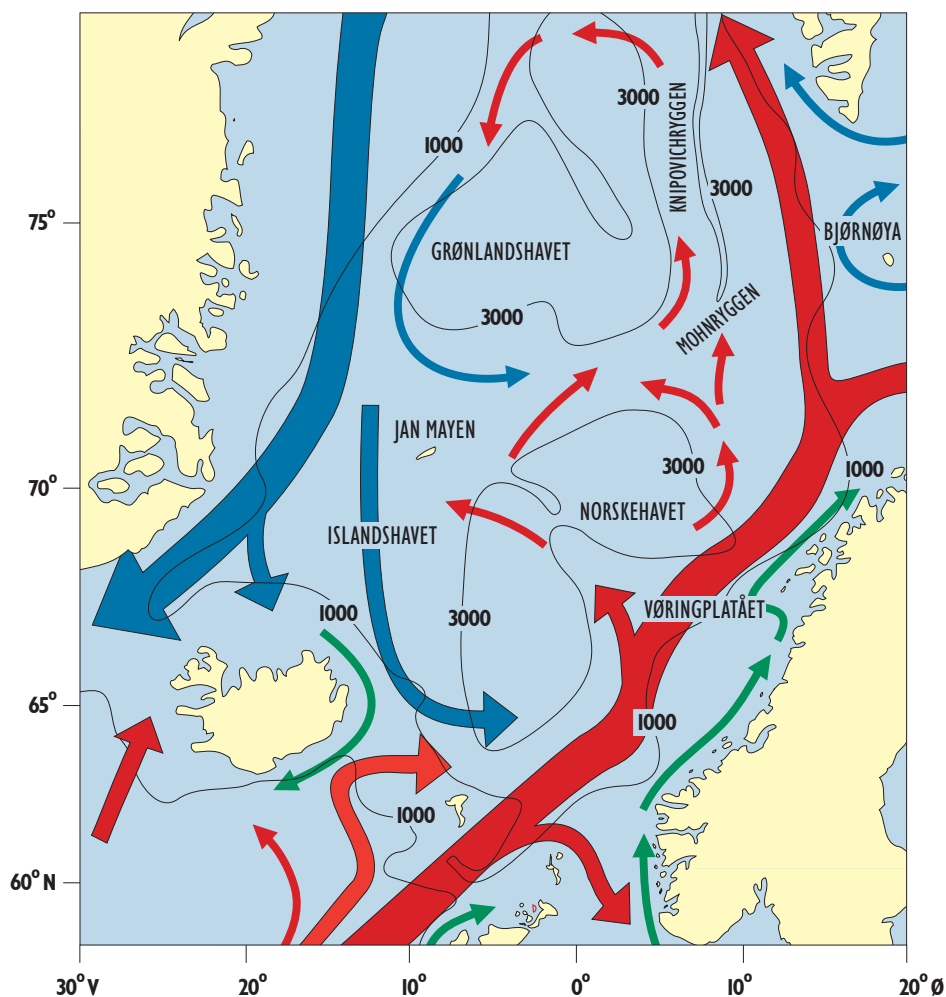 3000
KNIPOVICHRYGGEN
1000
3000
75°
BJØRNØYA
GRØNLANDSHAVET
3000
MOHNRYGGEN
JAN MAYEN
3000
1000
70°
NORSKEHAVET
ISLANDSHAVET
1000
3000
VØRINGPLATÅET
65°
1000
1000
60° N
30° V
20°
10°
0°
10°
20° Ø